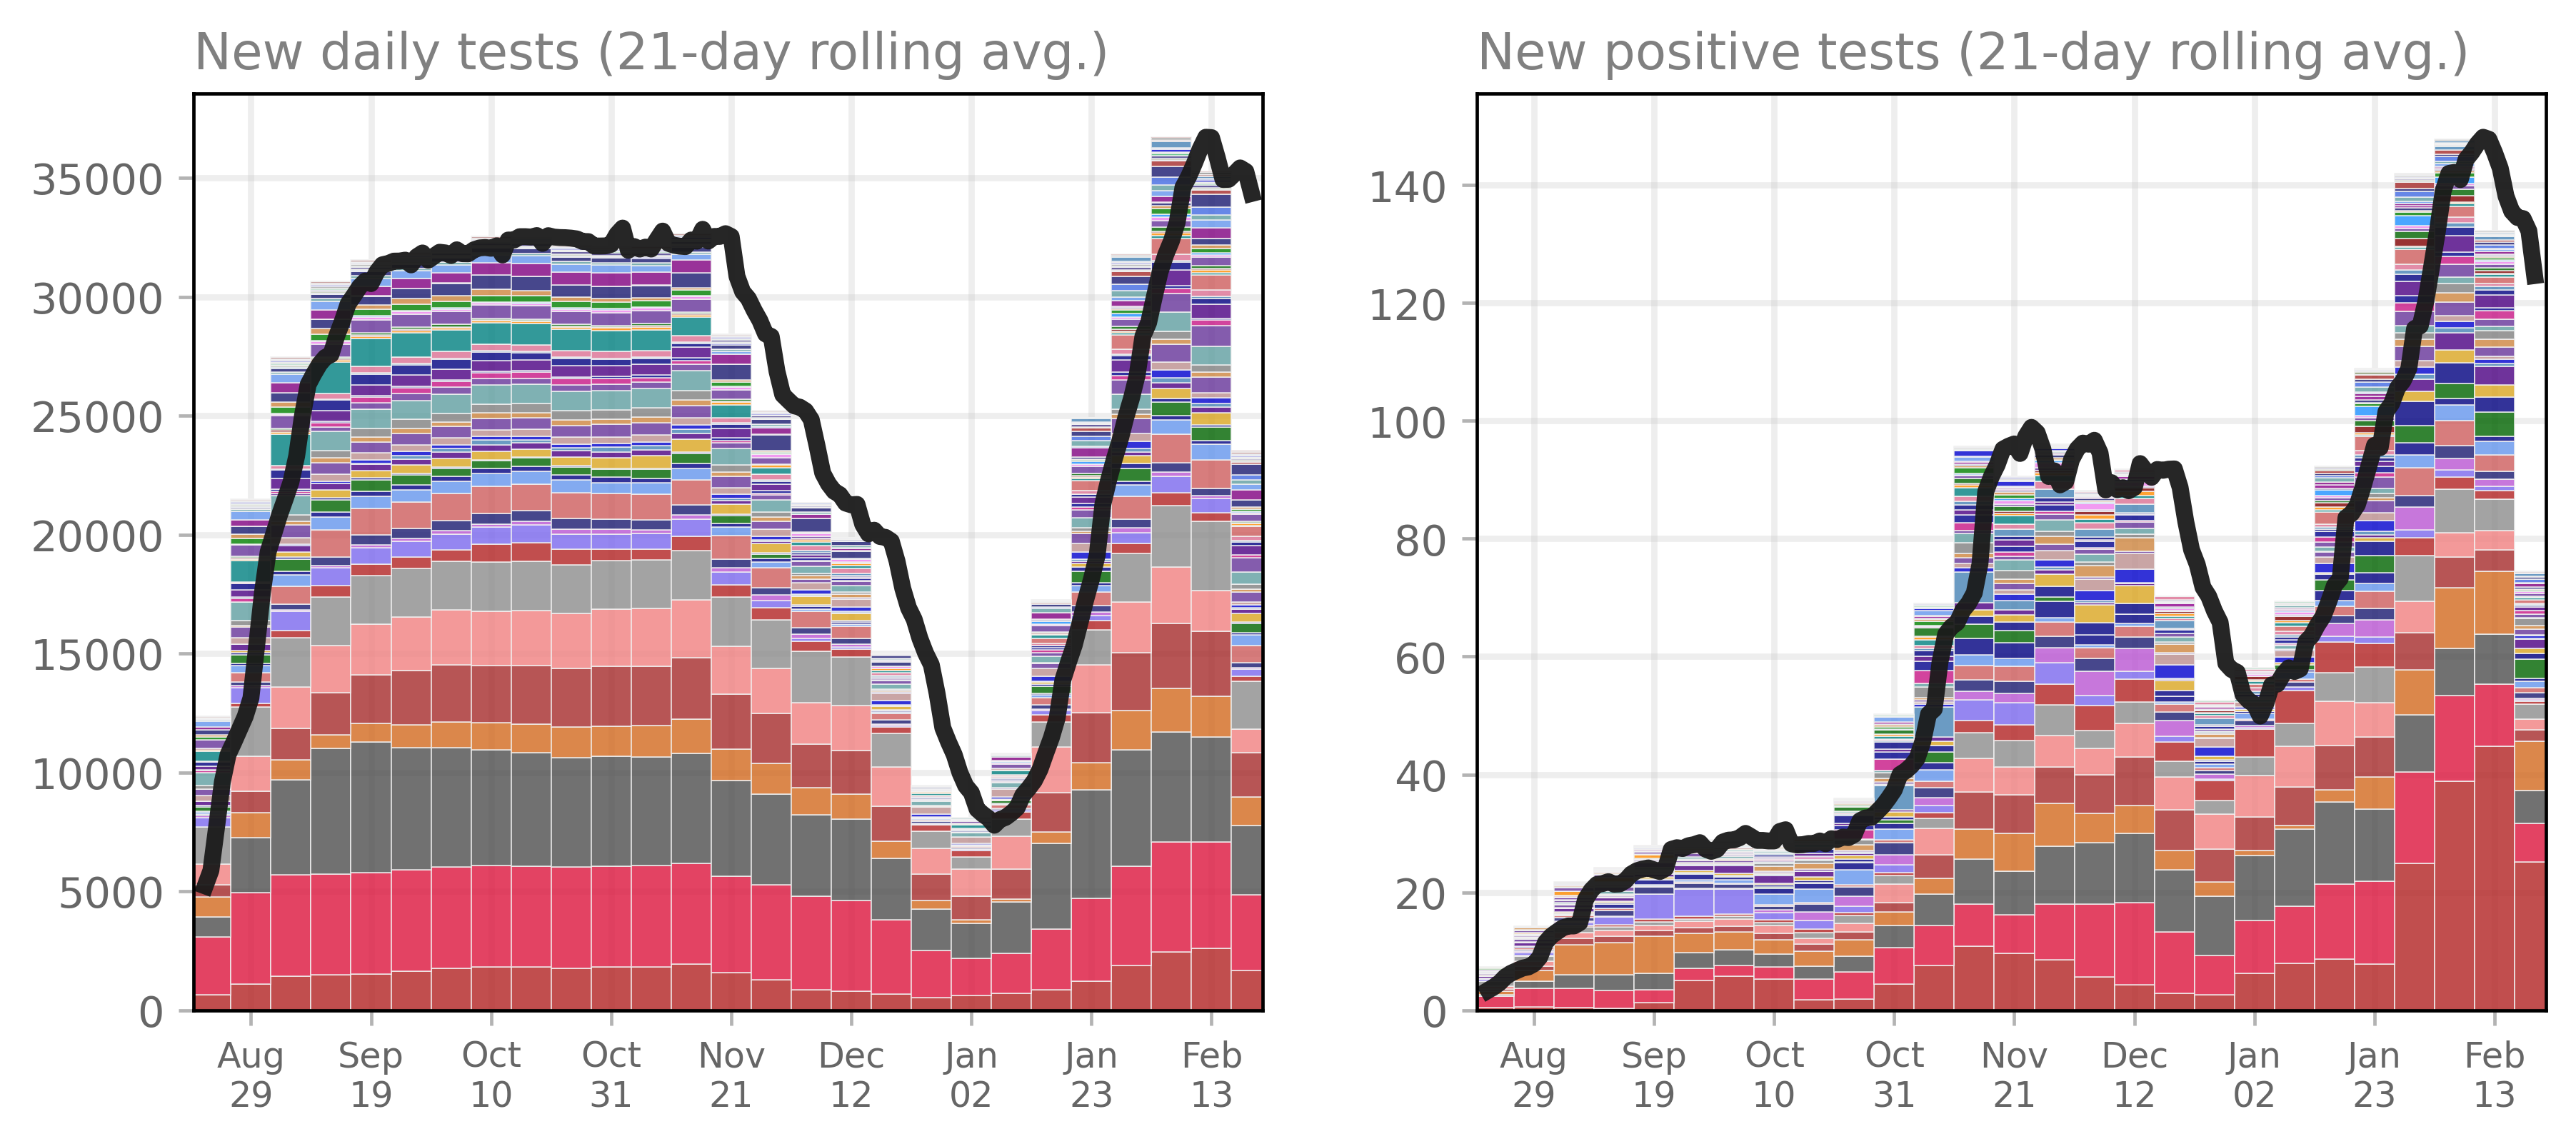 New daily tests (21-day rolling avg.)
35000
30000
25000
20000
15000
10000
5000
0
Aug
29
Sep
19
Oct
10
Oct
31
Nov
21
Dec
12
Jan
02
Jan
23
Feb
13
New positive tests (21-day rolling avg.)
140
120
100
80
60
40
20
0
Aug
29
Sep
19
Oct
10
Oct
31
Nov
21
Dec
12
Jan
02
Jan
23
Feb
13